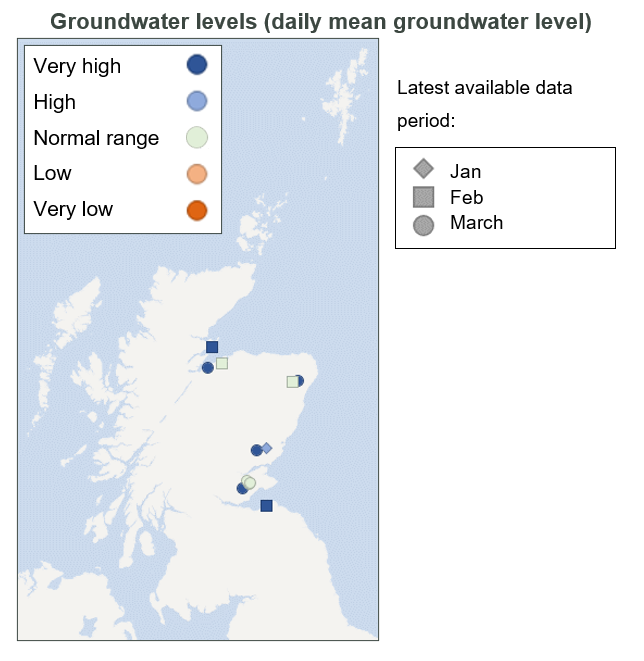 Groundwater levels (daily mean groundwater level)
Very high
High
Normal range
Low
Very low
Latest available data
period:
Jan
Feb
March